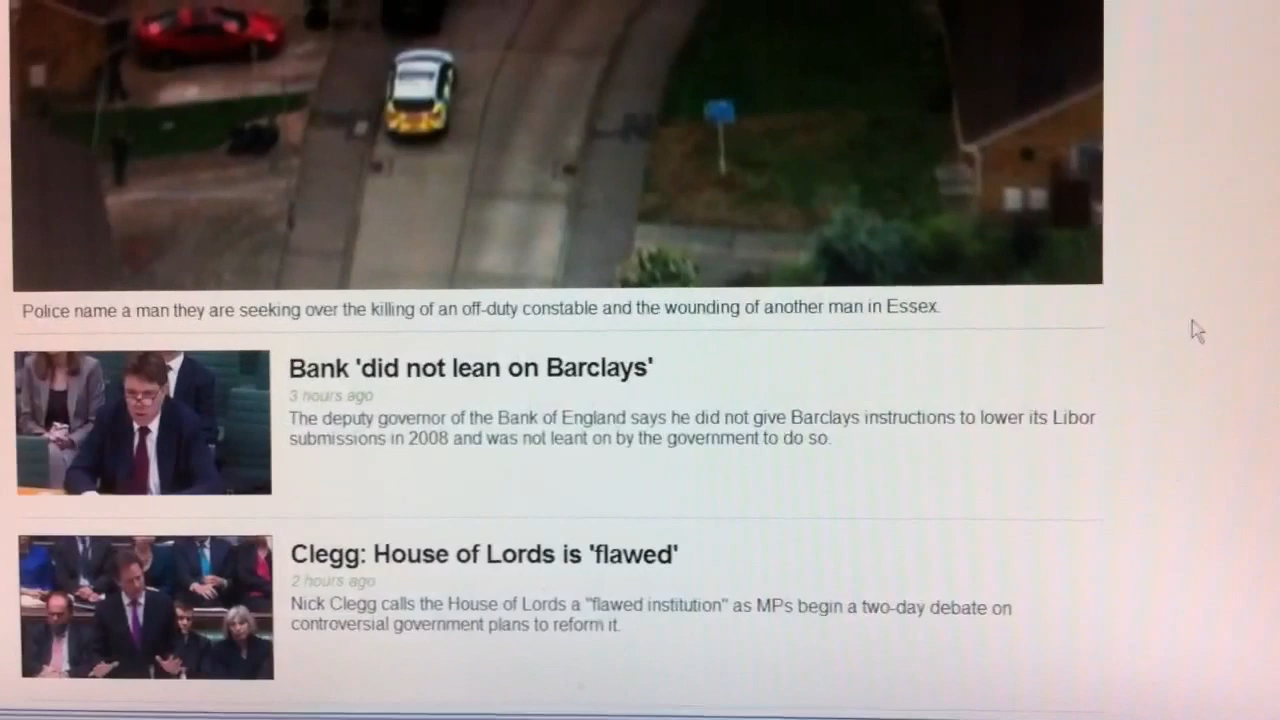 Police name a man they are seeking over the killing of an off-duty constable and the wounding of another man in Essex.
Bank 'did not lean on Barclays'
3 hours ago
The deputy governor of the Bank of England says he did not give Barclays instructions to lower its Libor
submissions in 2008 and was not leant on by the government to do so.
Clegg: House of Lords is 'flawed'
2 hours ago
Nick Clegg calls the House of Lords a "flawed institution" as MPs begin a two-day debate on
controversial government plans to reform it.